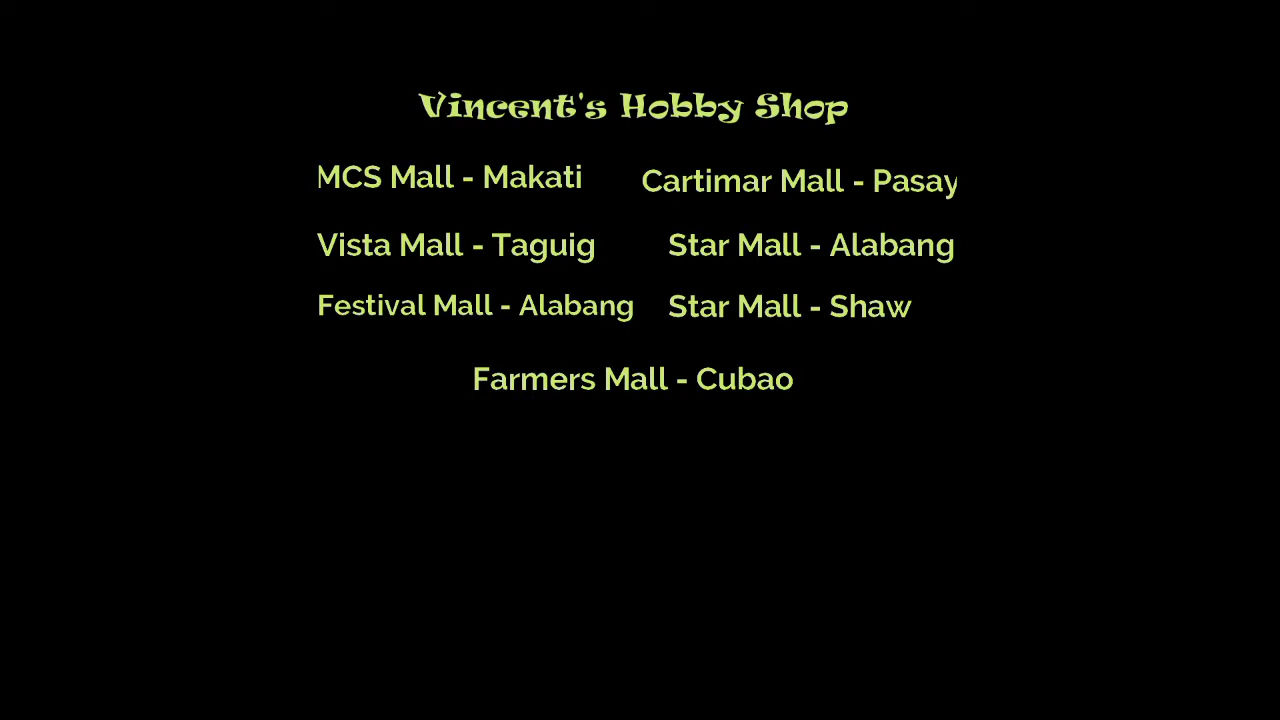 Vincent's Hobby Shop
MCS Mall - Makati
Cartimar Mall - Pasay
Vista Mall - Taguig
Star Mall - Alabang
Festival Mall - Alabang
Star Mall - Shaw
Farmers Mall - Cubao